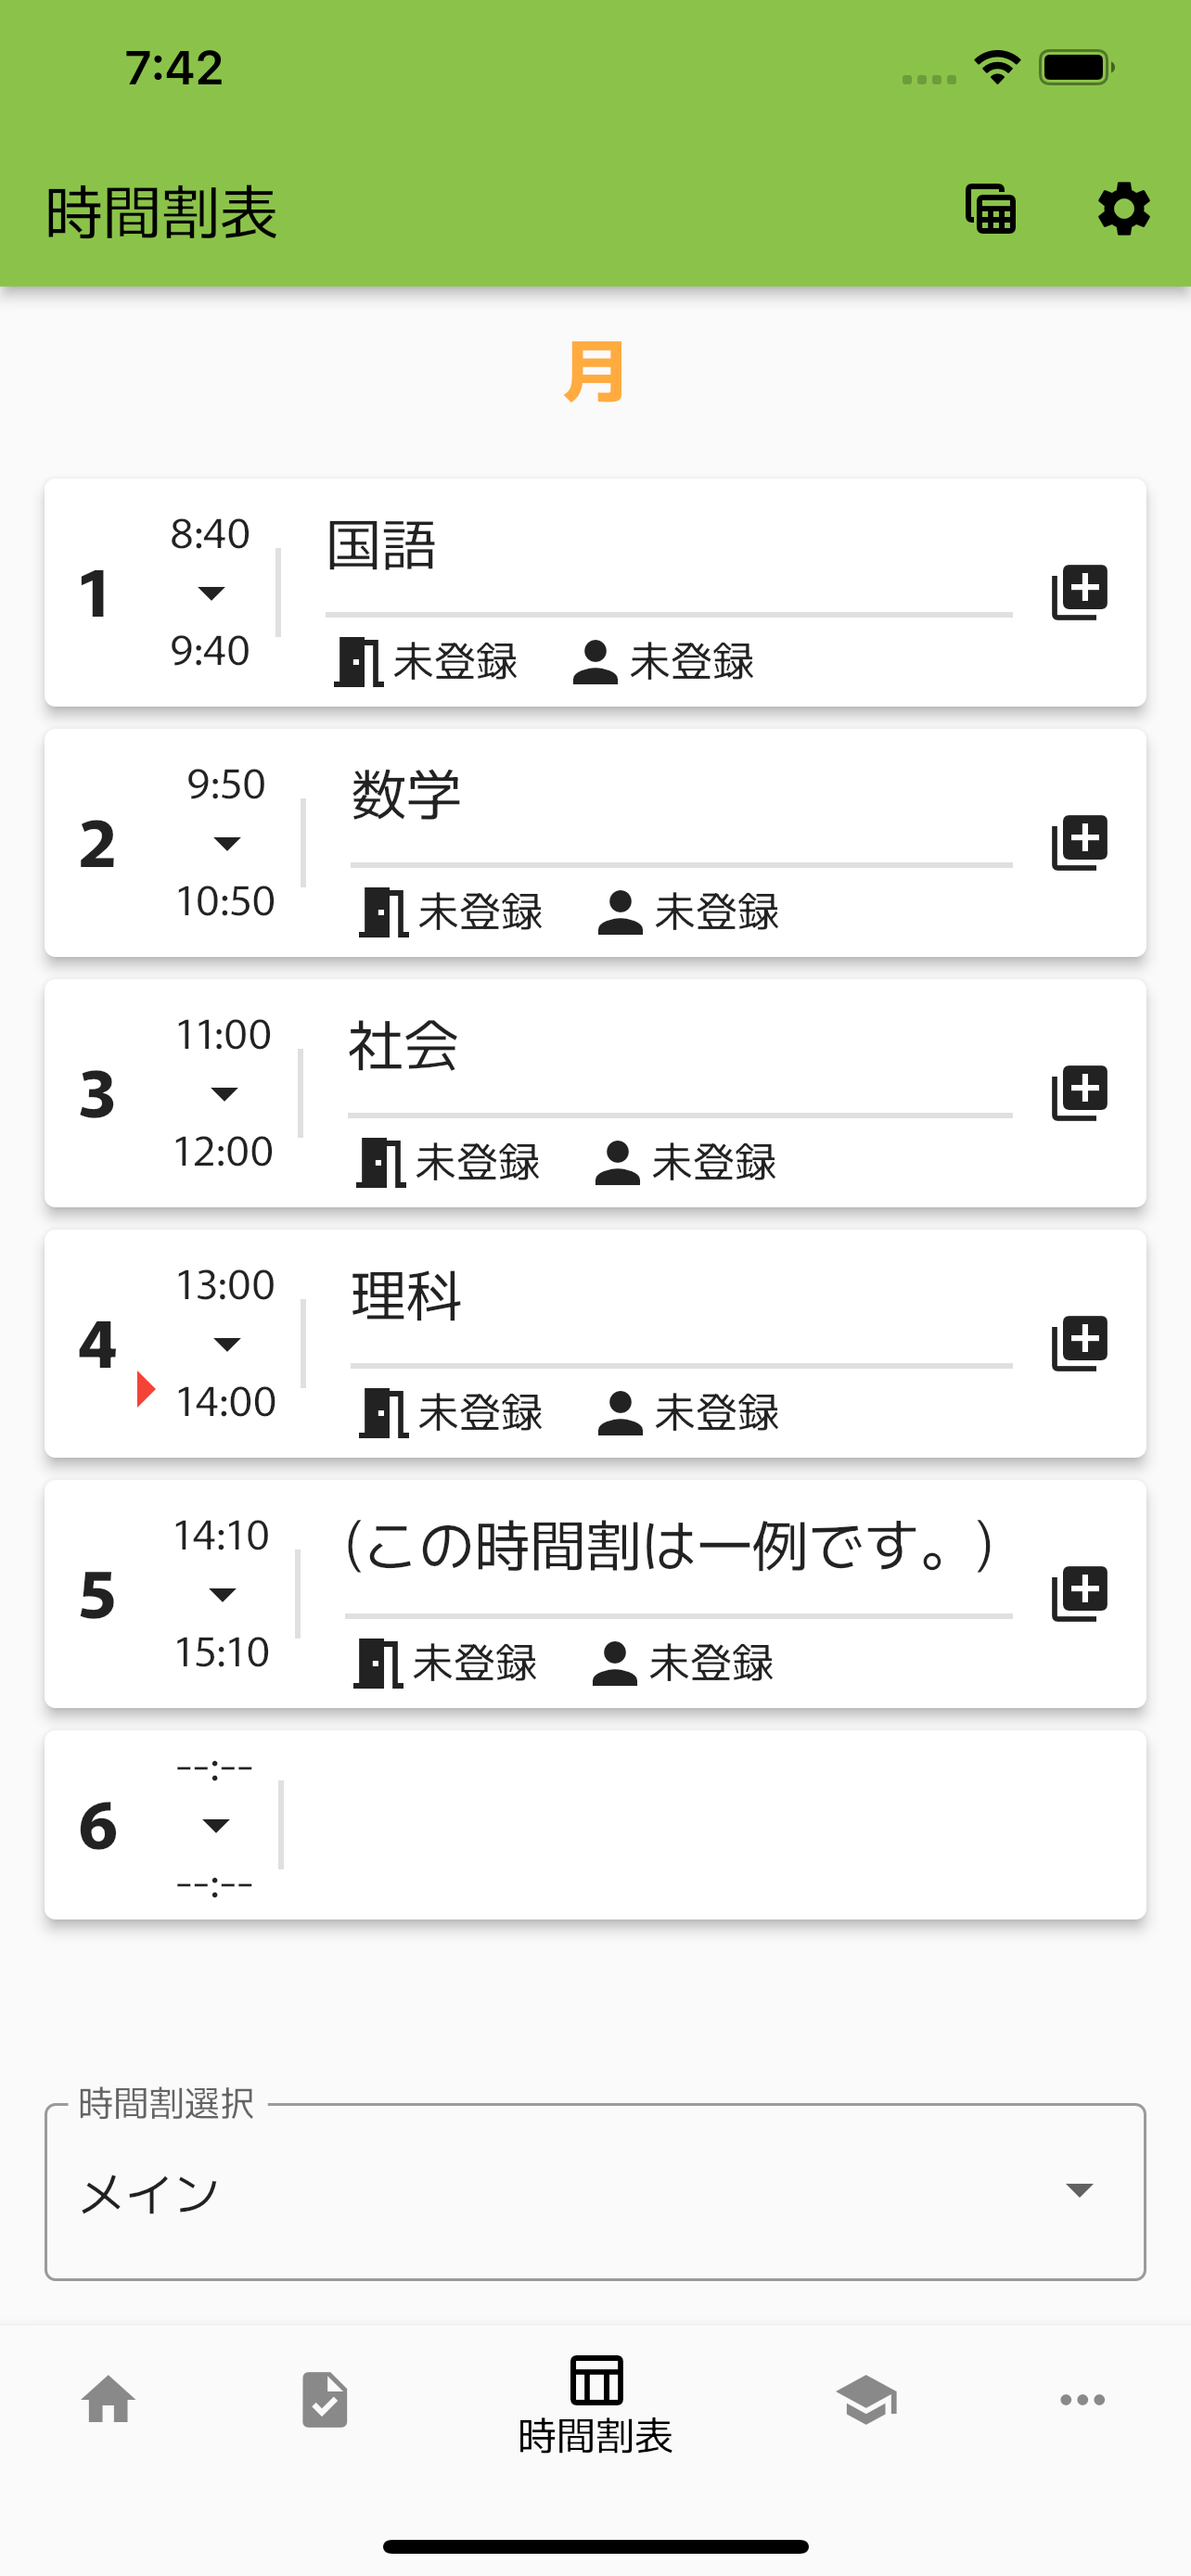 7:42
時間割表
月
1
8:40
9:40
国語
未登録 未登録
2
9:50
10:50
数学
未登録 未登録
3
11:00
12:00
社会
未登録 未登録
4
13:00
14:00
理科
未登録 未登録
5
14:10
15:10
(この時間割は一例です。)
未登録 未登録
6
--:--
--:--
時間割選択
メイン
時間割表